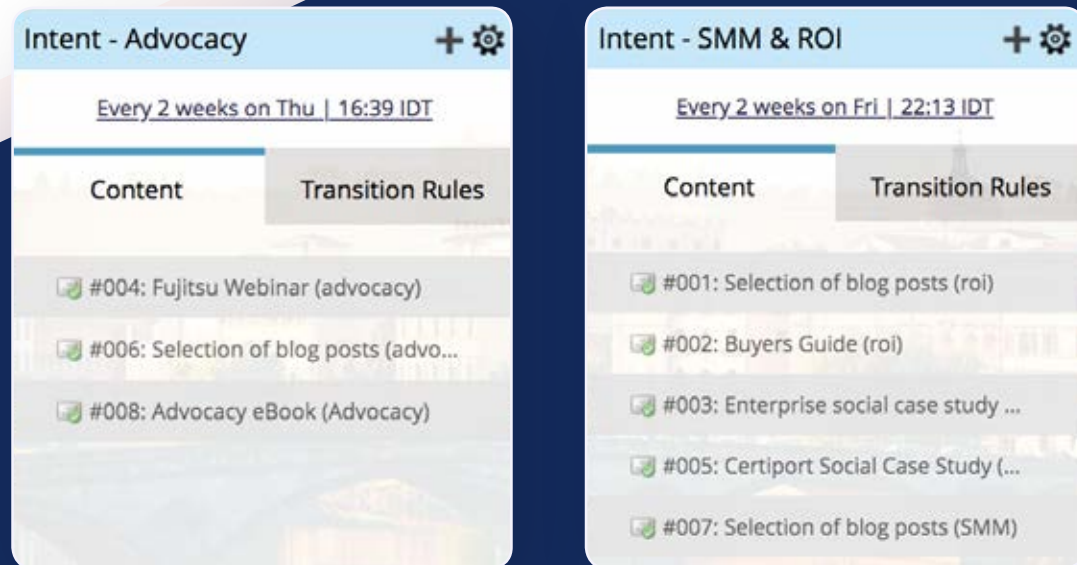 Intent - Advocacy
Every 2 weeks on Thu | 16:39 IDT
Content Transition Rules
#004: Fujitsu Webinar (advocacy)
#006: Selection of blog posts (advo...
#008: Advocacy eBook (Advocacy)
Intent - SMM & ROI
Every 2 weeks on Fri | 22:13 IDT
Content Transition Rules
#001: Selection of blog posts (roi)
#002: Buyers Guide (roi)
#003: Enterprise social case study ...
#005: Certiport Social Case Study (...
#007: Selection of blog posts (SMM)